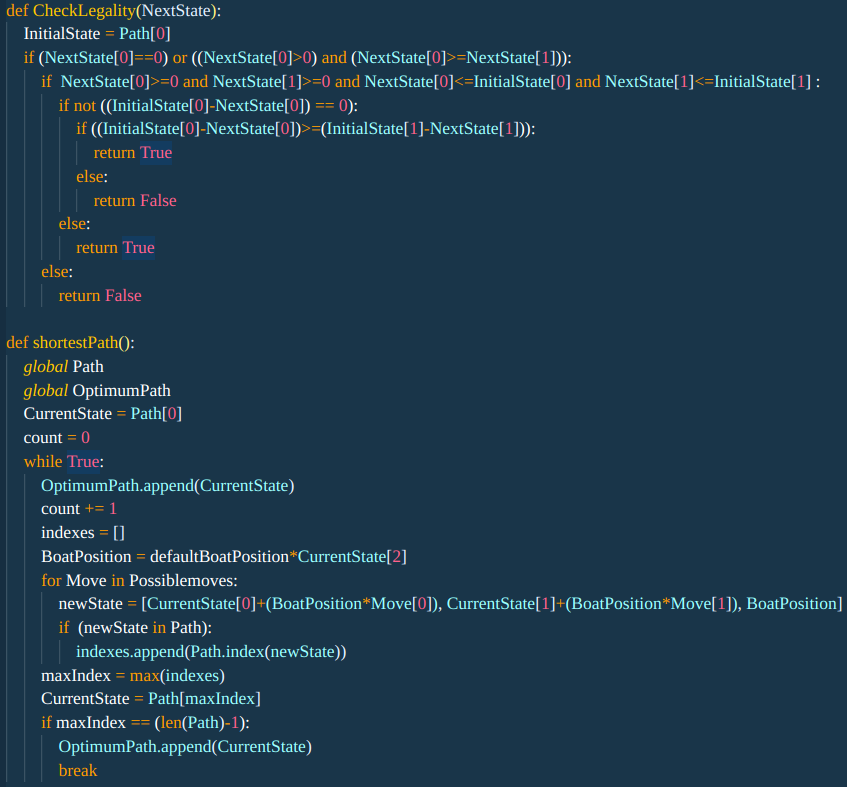 def CheckLegality(NextState):
    InitialState = Path[0]
    if (NextState[0]==0) or ((NextState[0]>0) and (NextState[0]>=NextState[1])):
        if  NextState[0]>=0 and NextState[1]>=0 and NextState[0]<=InitialState[0] and NextState[1]<=InitialState[1] :
            if not ((InitialState[0]-NextState[0]) == 0):
                if ((InitialState[0]-NextState[0])>=(InitialState[1]-NextState[1])):
                    return True
                else:
                    return False
            else:
                return True
        else:
            return False

def shortestPath():
    global Path
    global OptimumPath
    CurrentState = Path[0]
    count = 0
    while True:
        OptimumPath.append(CurrentState)
        count += 1
        indexes = []
        BoatPosition = defaultBoatPosition*CurrentState[2]
        for Move in Possiblemoves:
            newState = [CurrentState[0]+(BoatPosition*Move[0]), CurrentState[1]+(BoatPosition*Move[1]), BoatPosition]
            if  (newState in Path):
                indexes.append(Path.index(newState))
        maxIndex = max(indexes)
        CurrentState = Path[maxIndex]
        if maxIndex == (len(Path)-1):
            OptimumPath.append(CurrentState)
            break